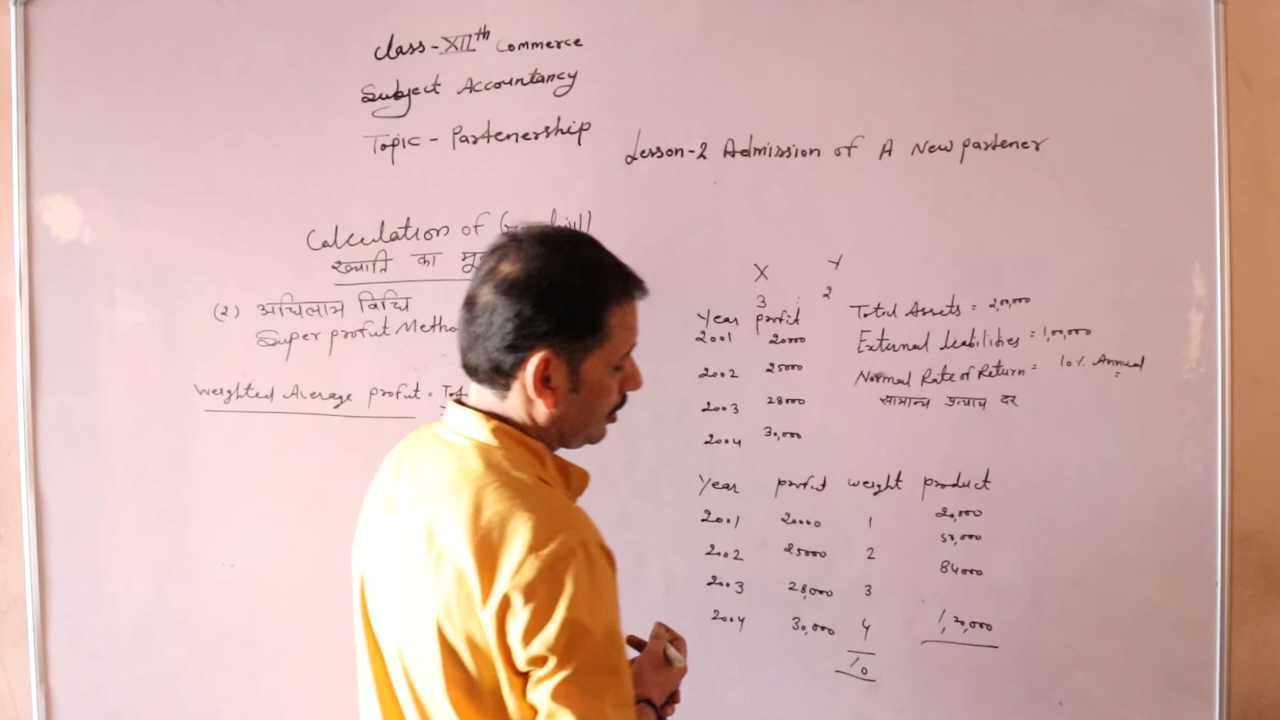 Class - XIIth Commerce
Subject Accountancy
Topic - Partenership
Lesson-2 Admission of A New partener
Calculation of
ख्याति का
(२) अधिलाभ विधि
Super profit Metho
Weighted Average profit =
X Y
3 : 2
Year profit
2001 20000
2002 25000
2003 28000
2004 30,000
Total Assets = 2,00,000
External liabilities = 1,00,000
Normal Rate of Return = 10% Annual
सामान्य प्रत्याय दर
Year profit weight product
2001 20000 1 20,000
2002 25000 2 50,000
2003 28,000 3 84000
2004 30,000 4 1,20,000
10